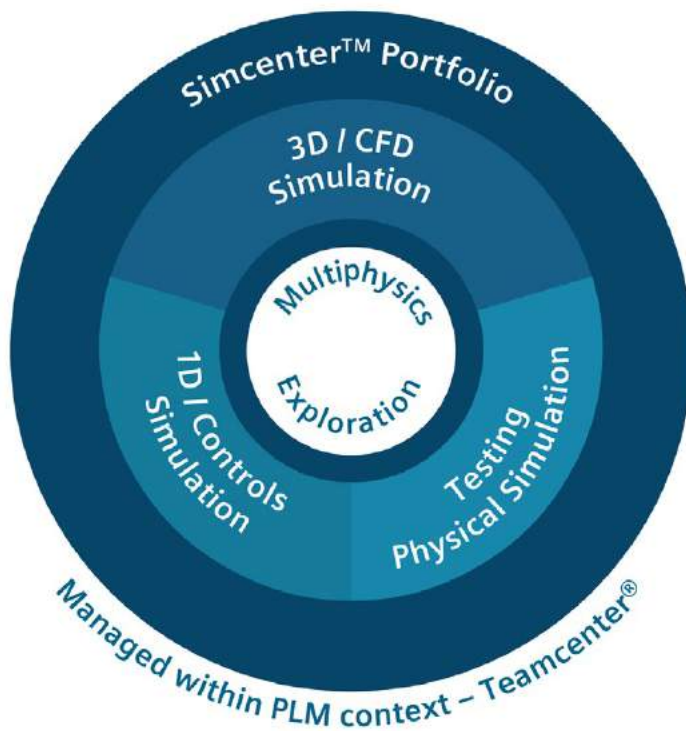 Simcenter™ Portfolio
3D / CFD
Simulation
Multiphysics
Exploration
1D / Controls
Simulation
Testing
Physical Simulation
Managed within PLM context – Teamcenter®